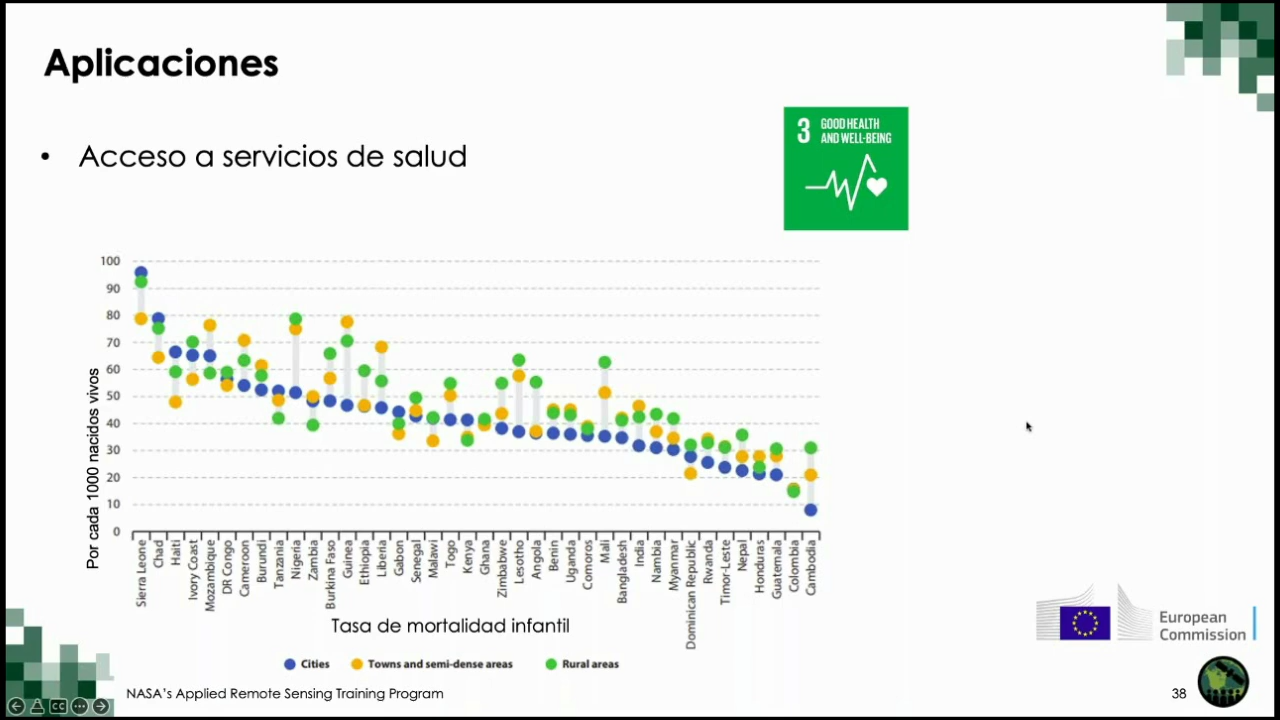 Aplicaciones
• Acceso a servicios de salud
3 GOOD HEALTH
AND WELL-BEING
Por cada 1000 nacidos vivos
100
90
80
70
60
50
40
30
20
10
0
Sierra Leone
Chad
Haiti
Ivory Coast
Mozambique
DR Congo
Cameroon
Burundi
Tanzania
Nigeria
Zambia
Burkina Faso
Guinea
Ethiopia
Liberia
Gabon
Senegal
Malawi
Togo
Kenya
Ghana
Zimbabwe
Lesotho
Angola
Benin
Uganda
Comoros
Mali
Bangladesh
India
Nambia
Myanmar
Dominican Republic
Rwanda
Timor-Leste
Nepal
Honduras
Guatemala
Colombia
Cambodia
Tasa de mortalidad infantil
Cities
Towns and semi-dense areas
Rural areas
European
Commission
NASA's Applied Remote Sensing Training Program
38
CC